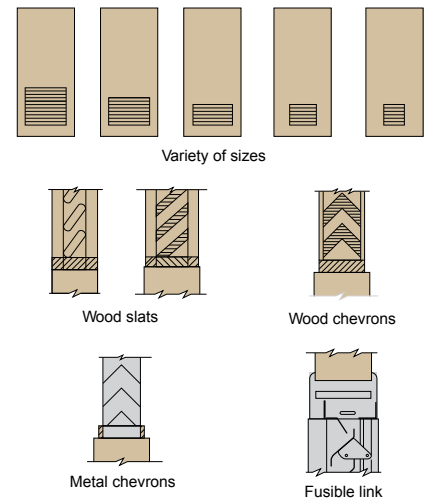 Variety of sizes
Wood slats
Wood chevrons
Metal chevrons
Fusible link